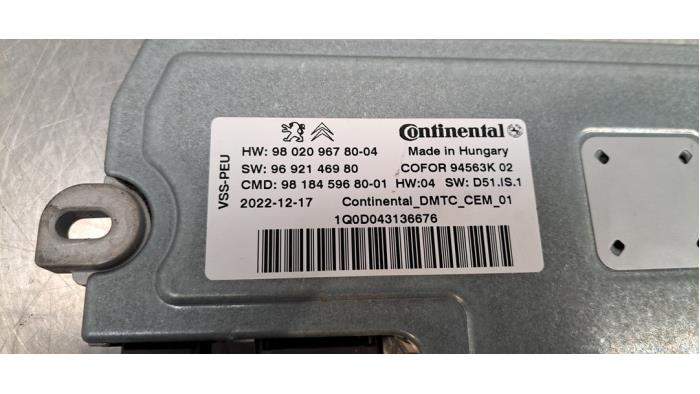 VSS-PEU
Continental
HW: 98 020 967 80-04
Made in Hungary
SW: 96 921 469 80
COFOR 94563K 02
CMD: 98 184 596 80-01 HW:04 SW: D51.IS.1
2022-12-17 Continental_DMTC_CEM_01
1Q0D043136676